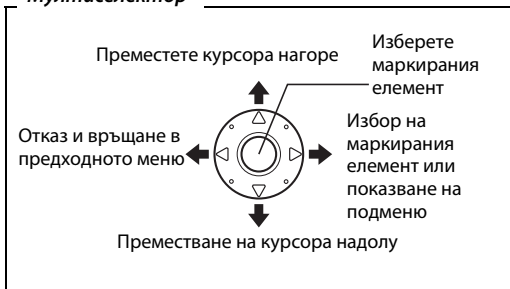 Мултиселектор
Преместете курсора нагоре
Изберете
маркирания
елемент
Отказ и връщане в
предходното меню
Избор на
маркирания
елемент или
показване на
подменю
Преместване на курсора надолу